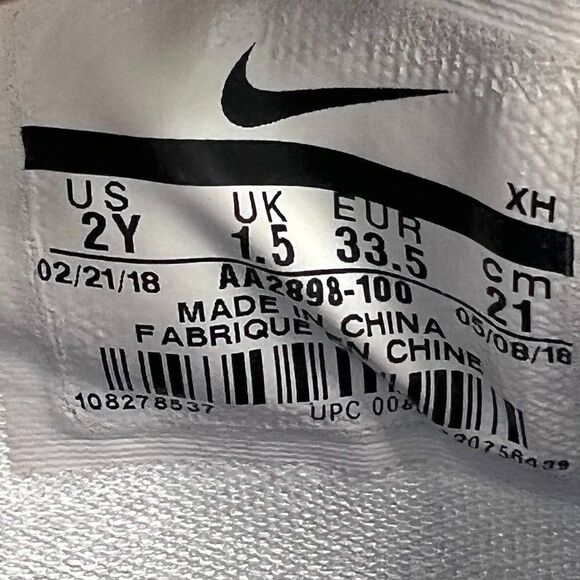 XH
US UK EUR cm
2Y 1.5 33.5 21
02/21/18 AA2898-100 05/08/18
MADE IN CHINA
FABRIQUE EN CHINE
108278537 UPC